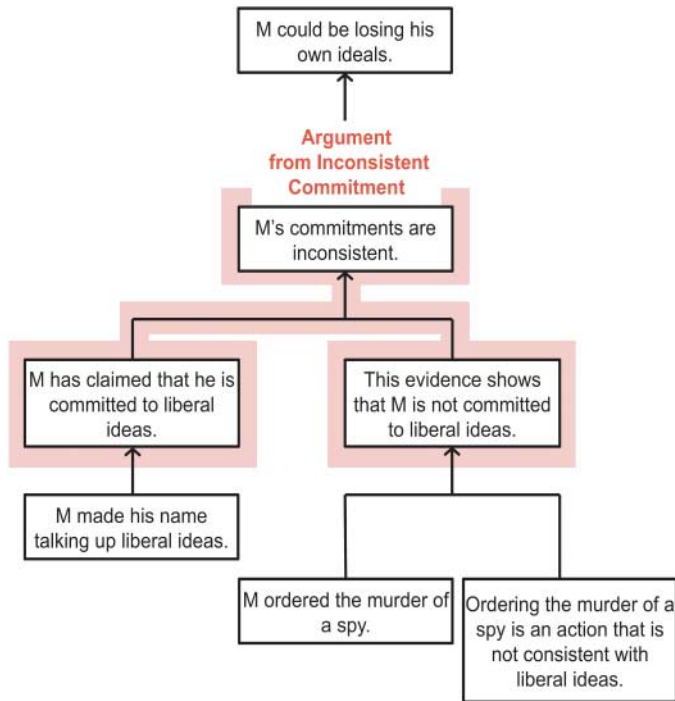 M could be losing his
own ideals.
Argument
from Inconsistent
Commitment
M’s commitments are
inconsistent.
M has claimed that he is
committed to liberal
ideas.
This evidence shows
that M is not committed
to liberal ideas.
M made his name
talking up liberal ideas.
M ordered the murder of
a spy.
Ordering the murder of a
spy is an action that is
not consistent with
liberal ideas.